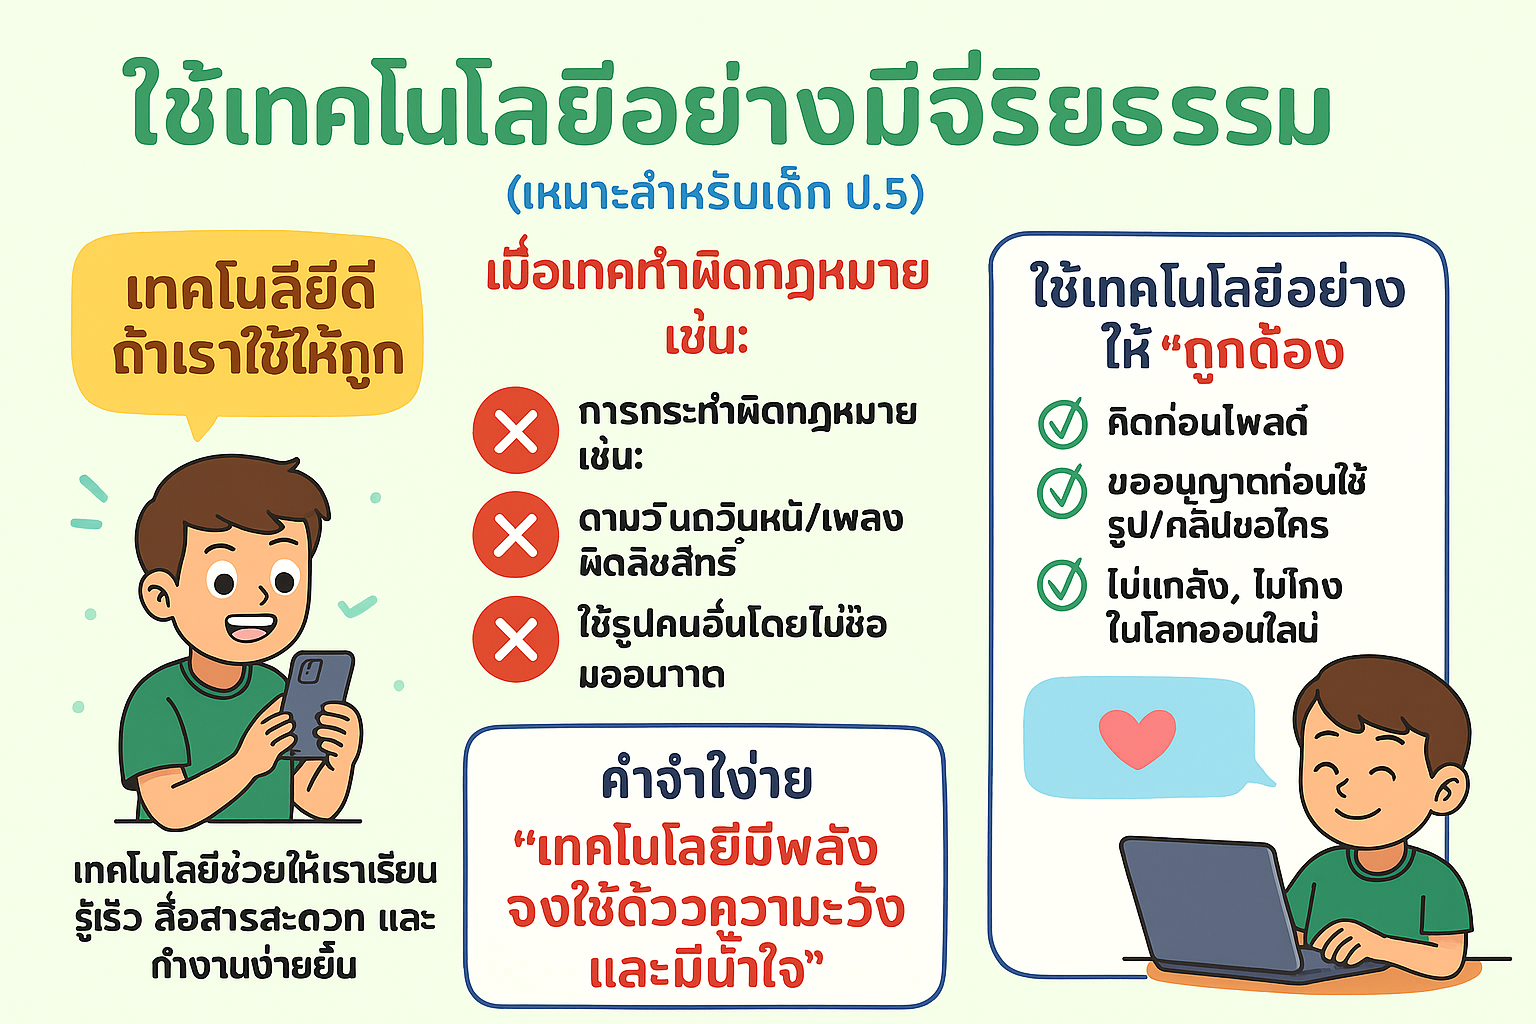 ใช้เทคโนโลยีอย่างมีจีริยธรรม
(เหมาะสำหรับเด็ก ป.5)
เทคโนลียีดี
ถ้าเราใช้ให้กูก
เทคโนโลยีช่วยให้เราเรียน
รู้เร็ว สื่อสารสะดวท และ
ทำงานง่ายยิ้น
เมื่อเทคทำผิดกฎหมาย
เช่น:
การกระทำผิดทฎหมาย
เช่น:
ดามวันถวินหนั/เพลง
ผิดลิชสีทริ์
ใช้รูปคนอื่นโดยไม่ชือ
มออนาาต
คำจำใง่าย
“เทคโนโลยีมีพลัง
จงใช้ด้ววความะวัง
และมีน้ำใจ”
ใช้เทคโนโลยีอย่าง
ให้ “ถูกต้อง
คิดก่อนโพลด์
ขออนุญาตท่อนใช้
รูป/คลิปขอใคร
ไบ่แกลัง, ไม่โกง
ในโลทออนใลน่